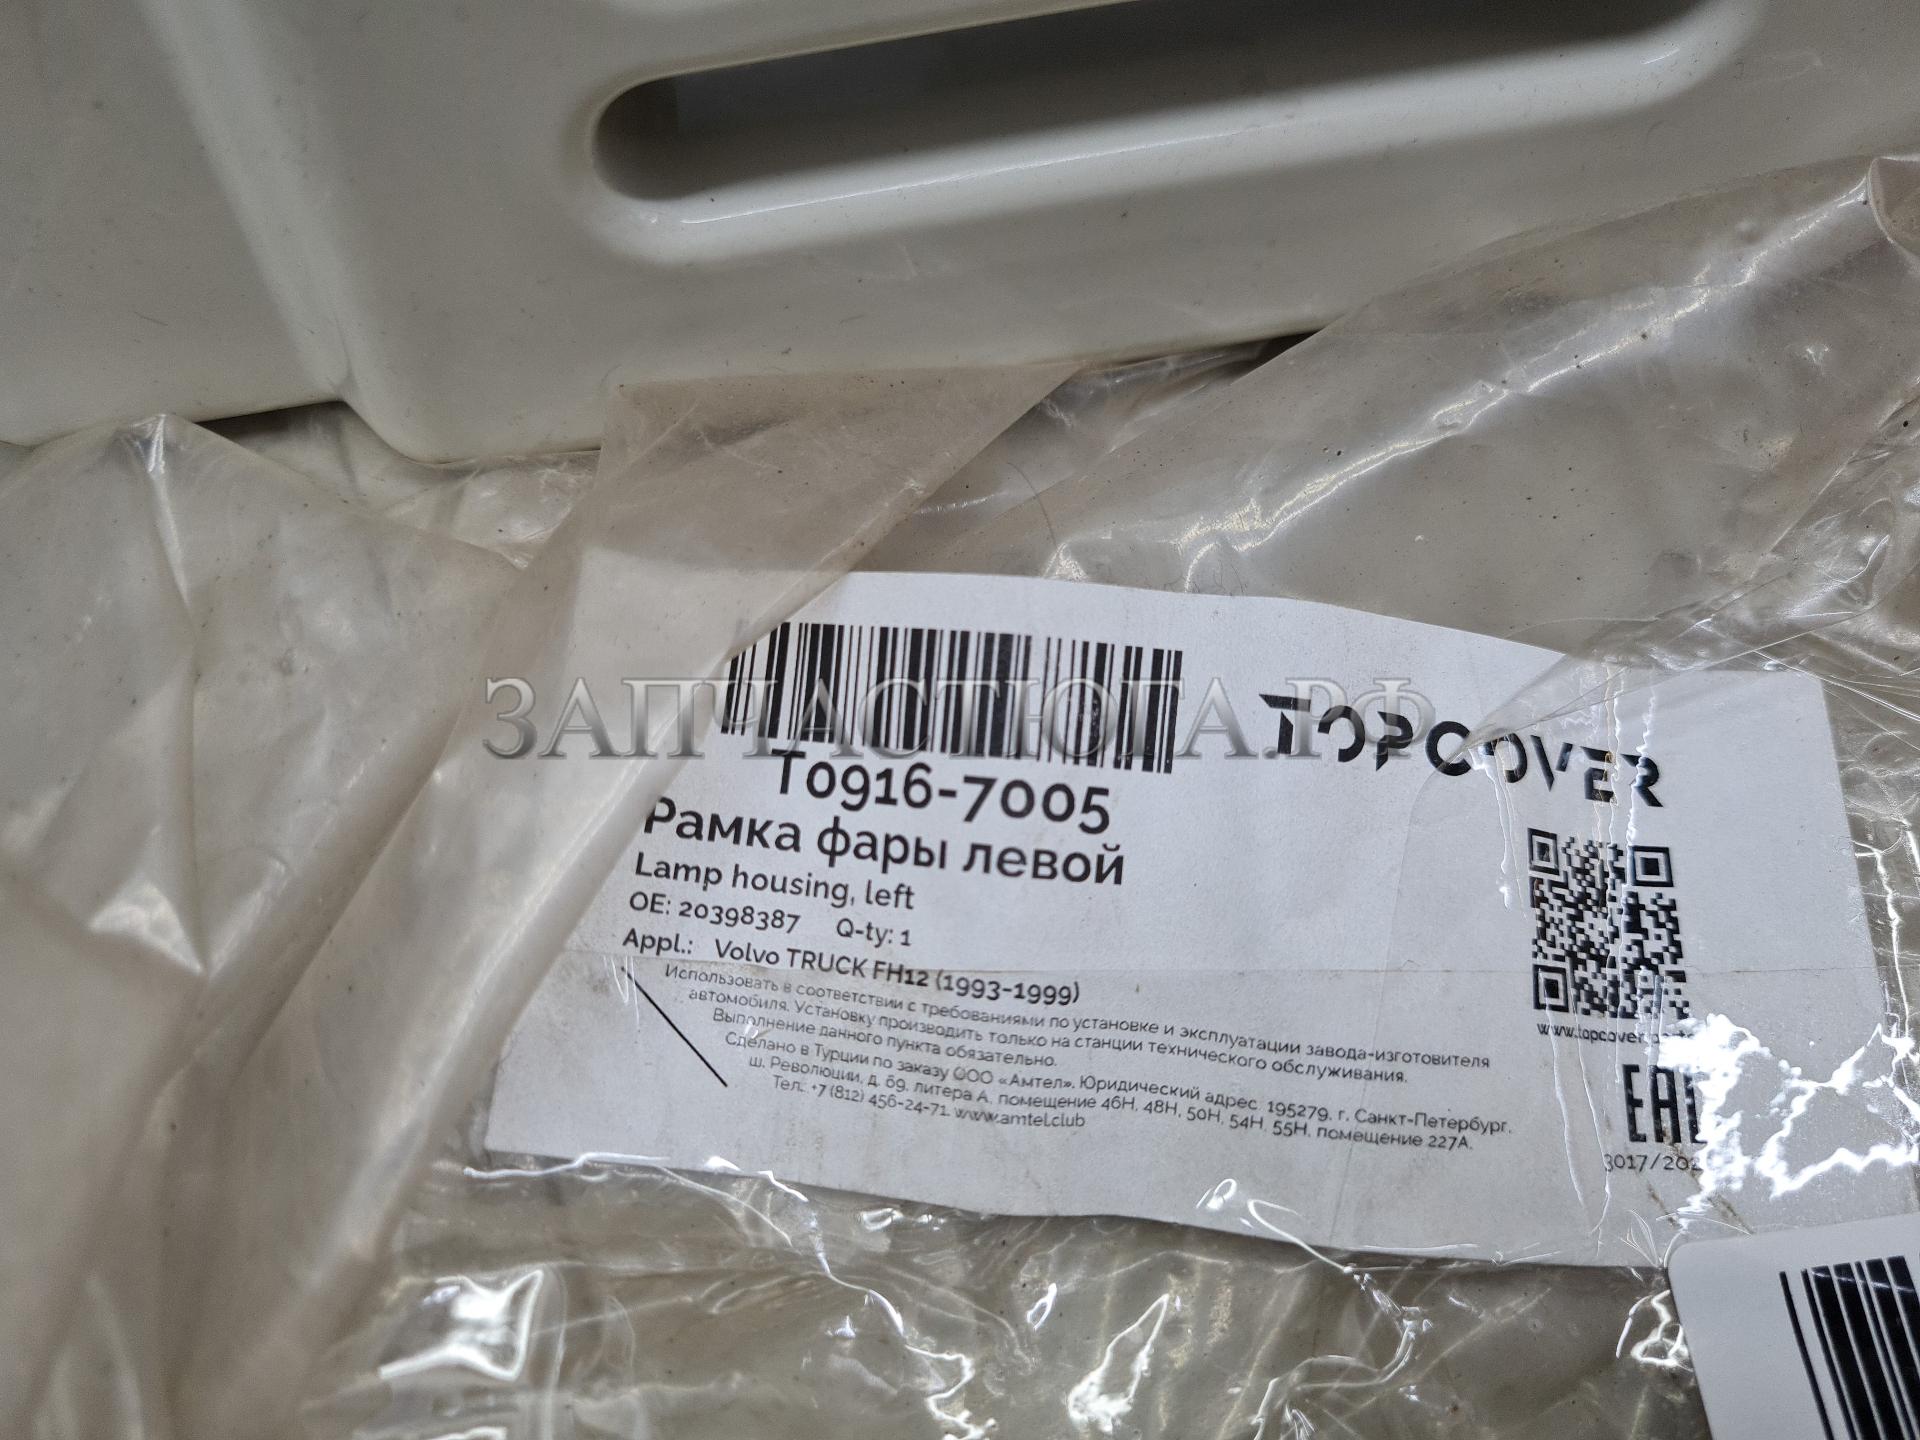 ЗАПЧАСТЮГА.РФ
TOPCOVER
T0916-7005
Рамка фары левой
Lamp housing, left
OE: 20398387 Q-ty: 1
Appl.: Volvo TRUCK FH12 (1993-1999)
Использовать в соответствии с требованиями по установке и эксплуатации завода-изготовителя
автомобиля. Установку производить только на станции технического обслуживания.
Выполнение данного пункта обязательно.
Сделано в Турции по заказу ООО «Амтел». Юридический адрес: 195279, г. Санкт-Петербург,
ш. Революции, д. 69, литера А, помещение 46Н, 48Н, 50Н, 54Н, 55Н, помещение 227А.
Тел.: +7 (812) 456-24-71. www.amtel.club
EAC